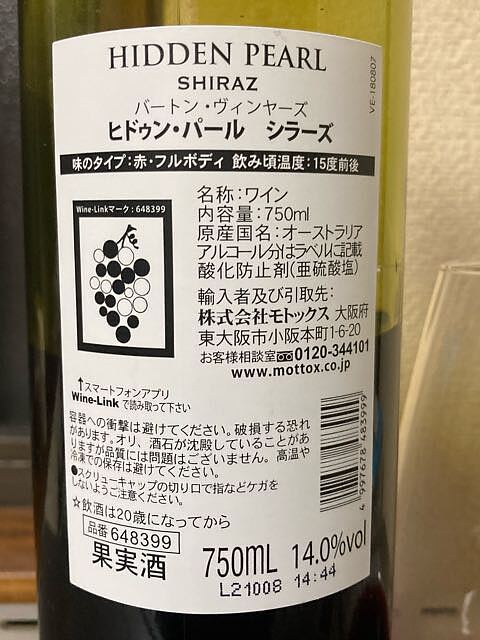 HIDDEN PEARL
SHIRAZ
バートン・ヴィンヤーズ
ヒドゥン・パール シラーズ
VE-180807
味のタイプ:赤・フルボディ 飲み頃温度:15度前後
Wine-Linkマーク:648399
名称:ワイン
内容量:750ml
原産国名:オーストラリア
アルコール分はラベルに記載
酸化防止剤(亜硫酸塩)
輸入者及び引取先:
株式会社モトックス 大阪府
東大阪市小阪本町1-6-20
お客様相談室 0120-344101
www.mottox.co.jp
↑スマートフォンアプリ
Wine-Link で読み取って下さい
容器への衝撃は避けてください。破損する恐れ
があります。オリ、酒石が沈殿していることがあ
りますが品質には問題はございません。高温や
冷凍での保存は避けてください。
●スクリューキャップの切り口で指などケガを
しないようご注意ください。
4997678483999
☆飲酒は20歳になってから
品番 648399
果実酒 750mL 14.0%vol
L21008 14:44